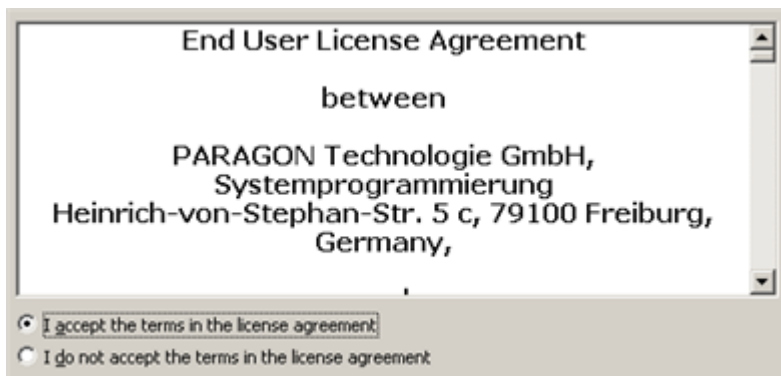 End User License Agreement
between
PARAGON Technologie GmbH,
Systemprogrammierung
Heinrich-von-Stephan-Str. 5 c, 79100 Freiburg,
Germany,
I accept the terms in the license agreement
I do not accept the terms in the license agreement